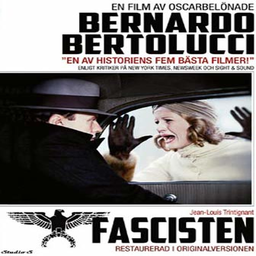 EN FILM AV OSCARBELÖNADE
BERNARDO
BERTOLUCCI
"EN AV HISTORIENS FEM BÄSTA FILMER!"
ENLIGT KRITIKER PÅ NEW YORK TIMES, NEWSWEEK OCH SIGHT & SOUND
Jean-Louis Trintignant
FASCISTEN
RESTAURERAD I ORIGINALVERSIONEN
Studio S